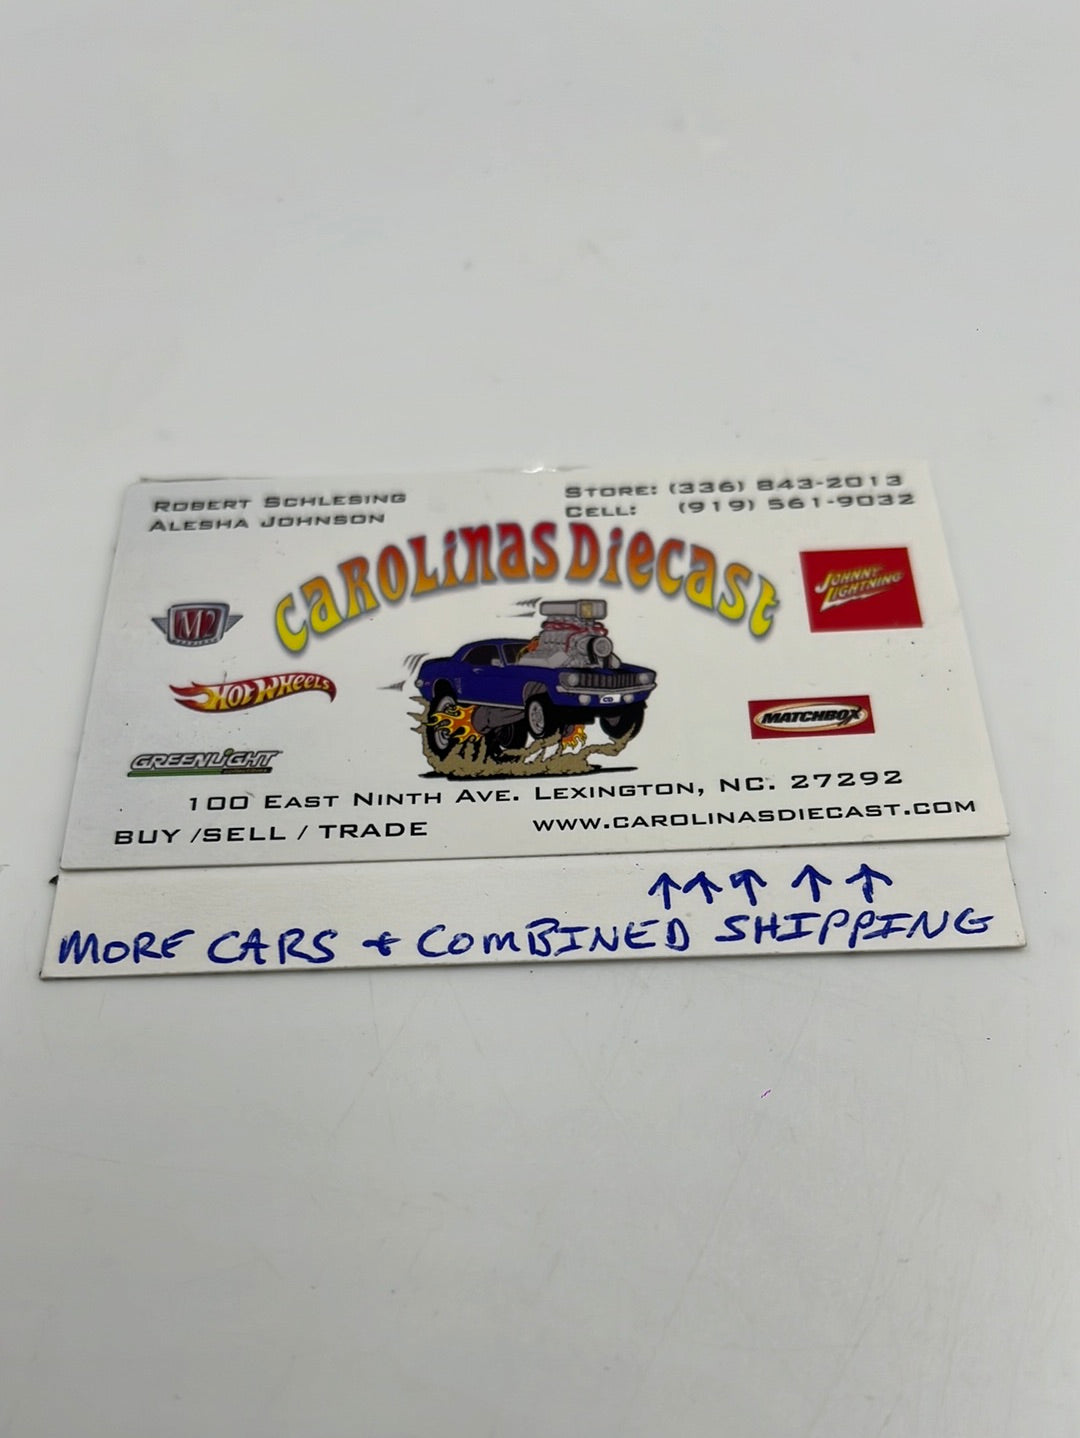 ROBERT SCHLESING
ALESHA JOHNSON
STORE: (336) 843-2013
CELL: (919) 561-9032
CAROLINAS DIECAST
M2
JOHNNY
LIGHTNING
HOT WHEELS
MATCHBOX
GREENLIGHT
100 EAST NINTH AVE. LEXINGTON, NC. 27292
BUY /SELL / TRADE
WWW.CAROLINASDIECAST.COM
↑↑↑ ↑ ↑
MORE CARS + COMBINED SHIPPING